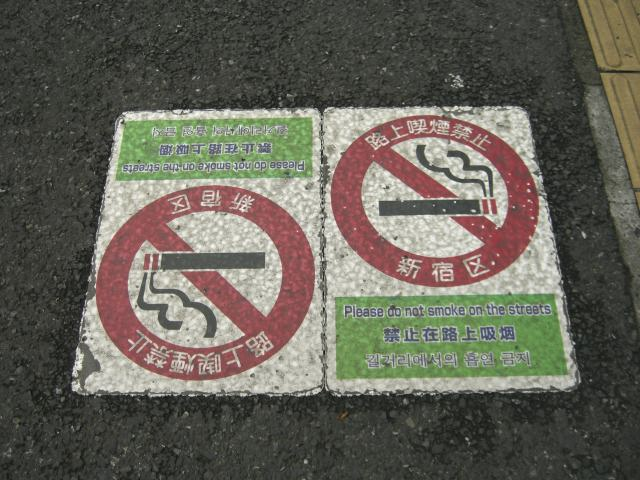 路上喫煙禁止
新宿区
Please do not smoke on the streets
禁止在路上吸烟
길거리에서의 흡연 금지
路上喫煙禁止
新宿区
Please do not smoke on the streets
禁止在路上吸烟
길거리에서의 흡연 금지